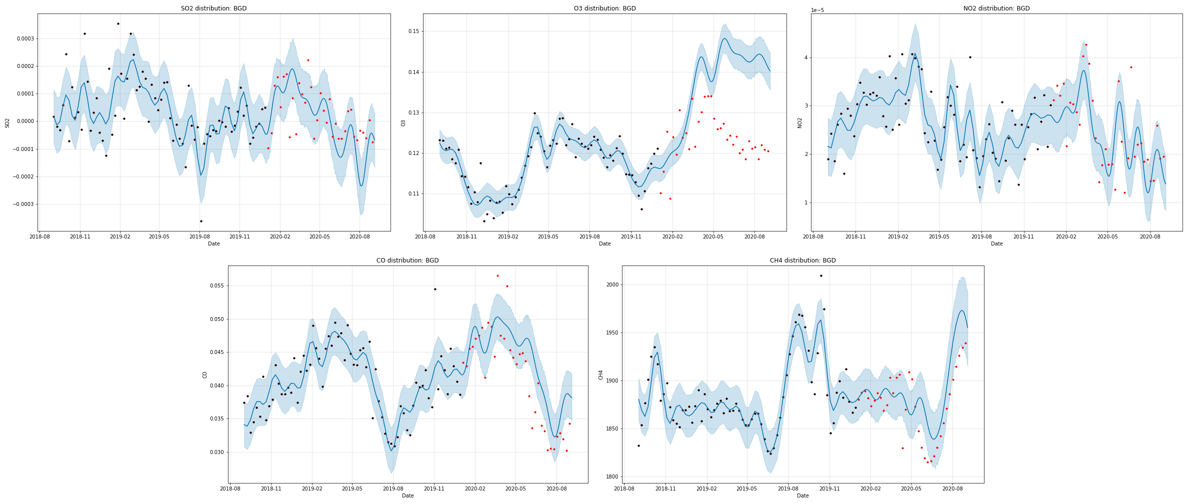 SO2 distribution: BGD
SO2
0.0003
0.0002
0.0001
0.0000
−0.0001
−0.0002
−0.0003
2018-08 2018-11 2019-02 2019-05 2019-08 2019-11 2020-02 2020-05 2020-08
Date
O3 distribution: BGD
O3
0.15
0.14
0.13
0.12
0.11
2018-08 2018-11 2019-02 2019-05 2019-08 2019-11 2020-02 2020-05 2020-08
Date
NO2 distribution: BGD
1e−5
NO2
4
3
2
1
2018-08 2018-11 2019-02 2019-05 2019-08 2019-11 2020-02 2020-05 2020-08
Date
CO distribution: BGD
CO
0.055
0.050
0.045
0.040
0.035
0.030
2018-08 2018-11 2019-02 2019-05 2019-08 2019-11 2020-02 2020-05 2020-08
Date
CH4 distribution: BGD
CH4
2000
1950
1900
1850
1800
2018-08 2018-11 2019-02 2019-05 2019-08 2019-11 2020-02 2020-05 2020-08
Date